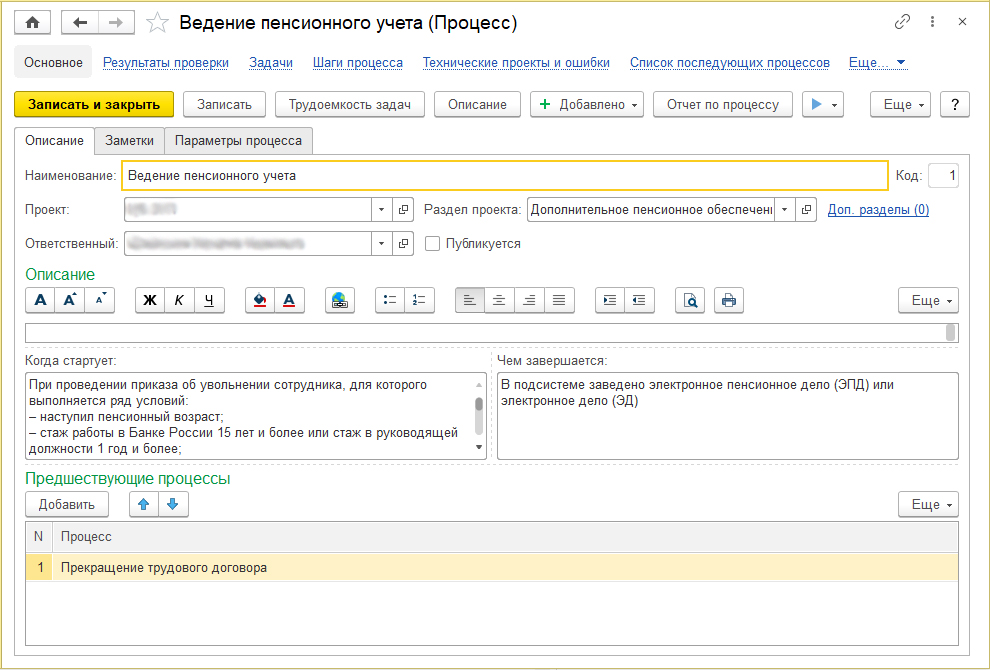 Ведение пенсионного учета (Процесс)
Основное Результаты проверки Задачи Шаги процесса Технические проекты и ошибки Список последующих процессов Еще...
Записать и закрыть Записать Трудоемкость задач Описание Добавлено Отчет по процессу Еще ?
Описание Заметки Параметры процесса
Наименование: Ведение пенсионного учета Код: 1
Проект: Раздел проекта: Дополнительное пенсионное обеспечени Доп. разделы (0)
Ответственный: Публикуется
Описание
А А А Ж К Ч А Еще
Когда стартует: Чем завершается:
При проведении приказа об увольнении сотрудника, для которого
выполняется ряд условий:
– наступил пенсионный возраст;
– стаж работы в Банке России 15 лет и более или стаж в руководящей
должности 1 год и более;
В подсистеме заведено электронное пенсионное дело (ЭПД) или
электронное дело (ЭД)
Предшествующие процессы
Добавить Еще
N Процесс
1 Прекращение трудового договора